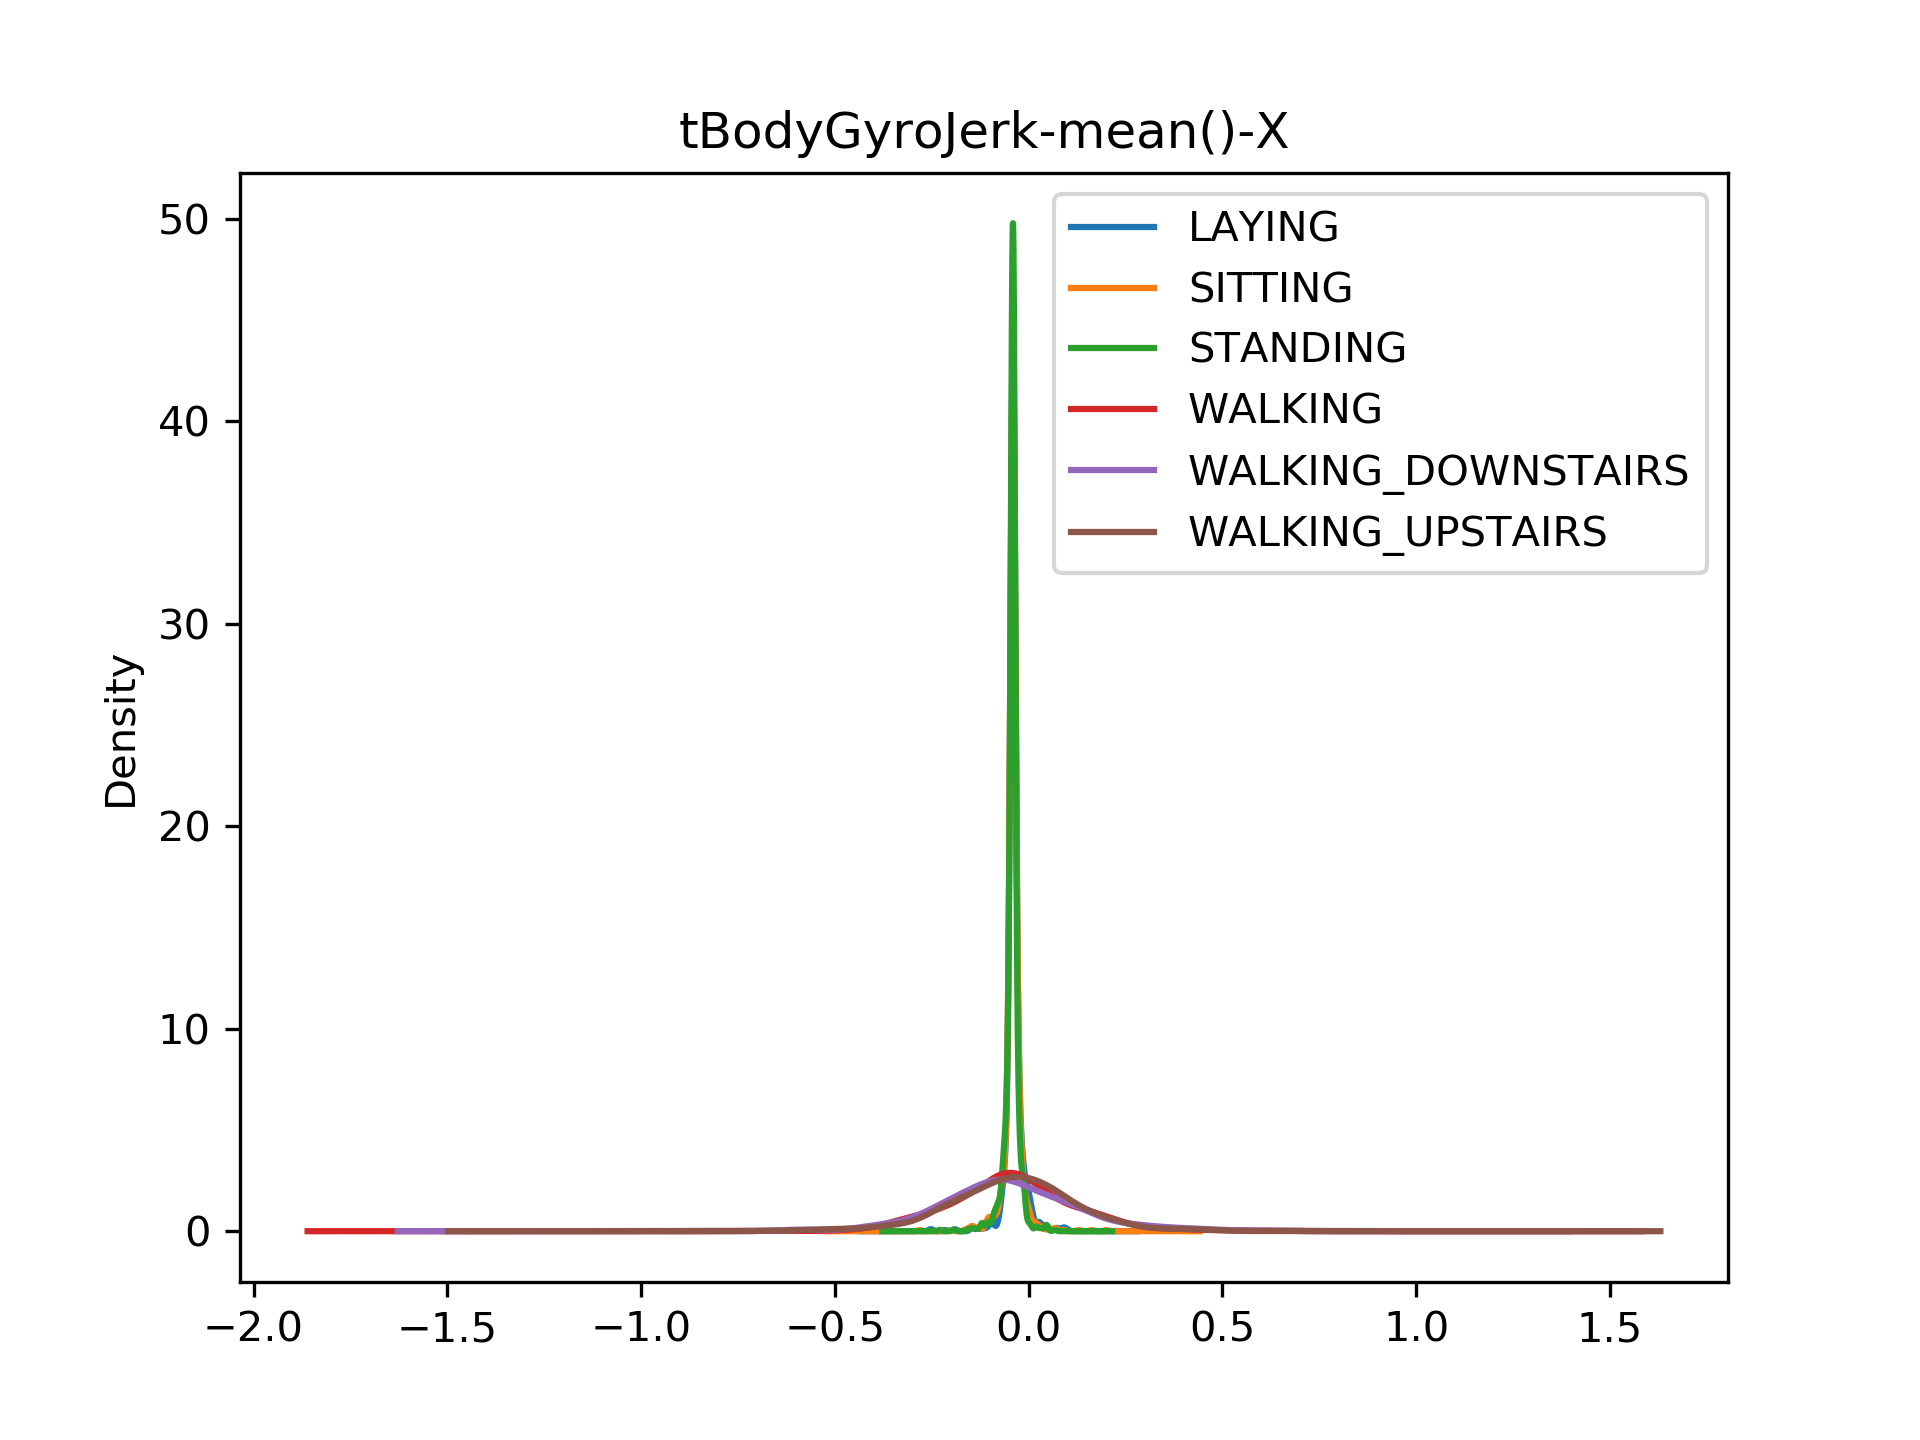 tBodyGyroJerk-mean()-X
50
40
30
20
10
0
Density
LAYING
SITTING
STANDING
WALKING
WALKING_DOWNSTAIRS
WALKING_UPSTAIRS
−2.0 −1.5 −1.0 −0.5 0.0 0.5 1.0 1.5